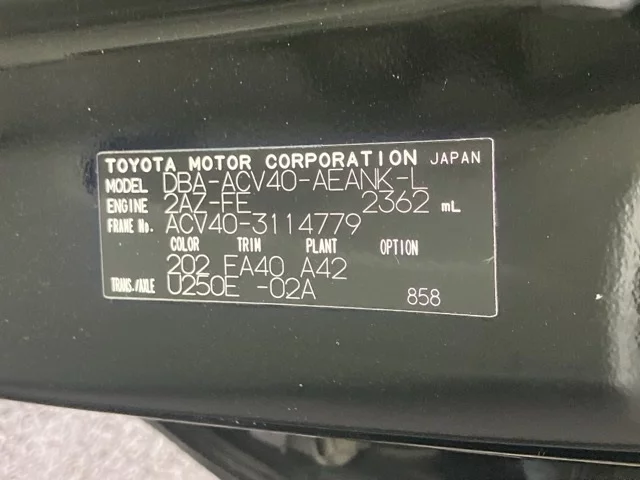 TOYOTA MOTOR CORPORATION JAPAN
MODEL DBA-ACV40-AEANK-L
ENGINE 2AZ-FE 2362 mL
FRAME No. ACV40-3114779
COLOR TRIM PLANT OPTION
202 FA40 A42
TRANS./AXLE U250E -02A 858